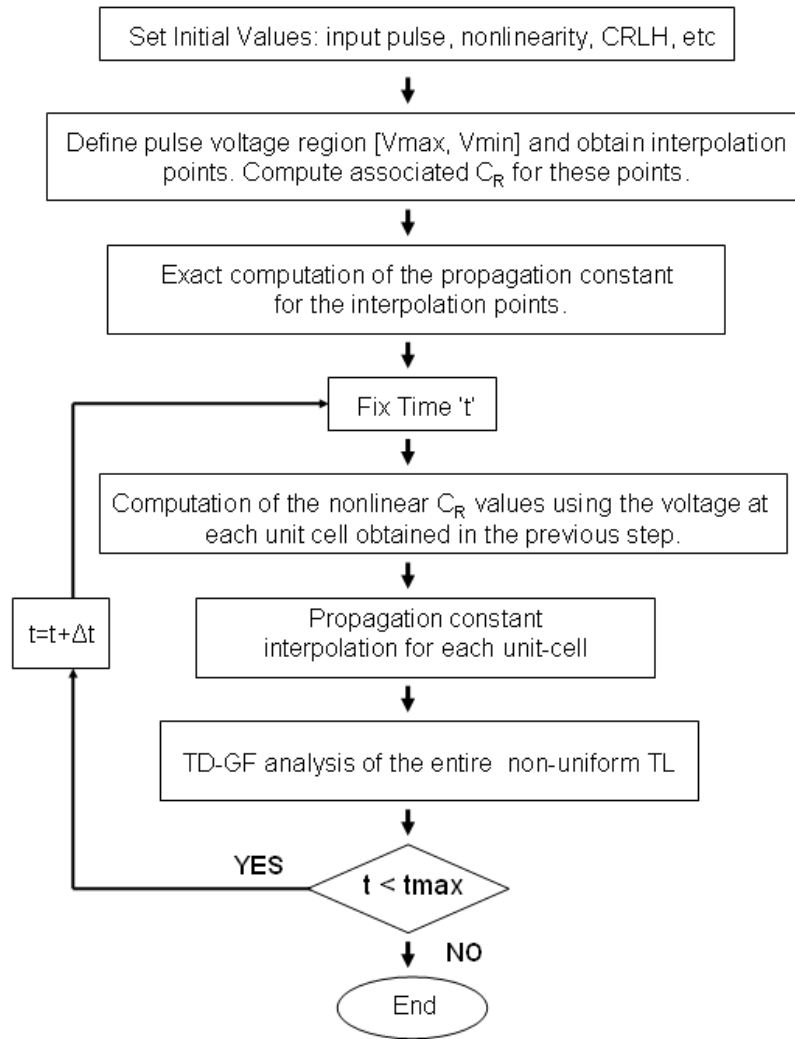 Set Initial Values: input pulse, nonlinearity, CRLH, etc
Define pulse voltage region [Vmax, Vmin] and obtain interpolation
points. Compute associated C_R for these points.
Exact computation of the propagation constant
for the interpolation points.
Fix Time 't'
Computation of the nonlinear C_R values using the voltage at
each unit cell obtained in the previous step.
t=t+Δt
Propagation constant
interpolation for each unit-cell
TD-GF analysis of the entire non-uniform TL
YES
t < tmax
NO
End